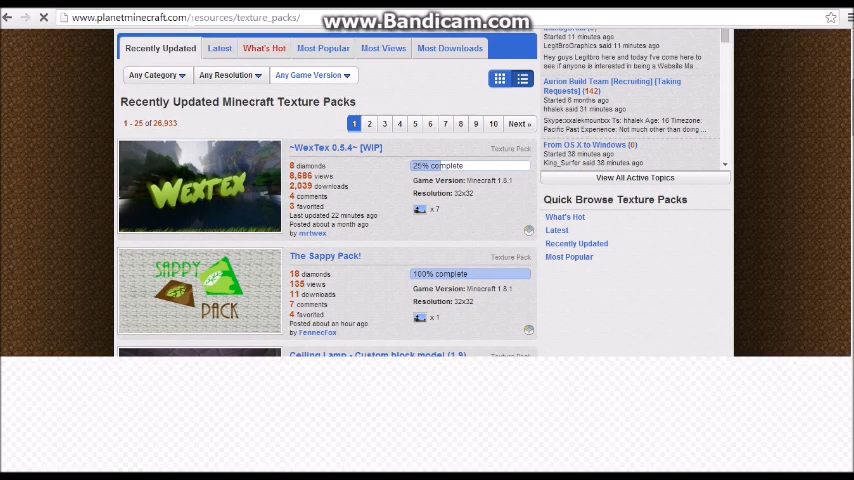 www.planetminecraft.com/resources/texture_packs/
www.Bandicam.com
Recently Updated
Latest
What's Hot
Most Popular
Most Views
Most Downloads
Any Category
Any Resolution
Any Game Version
Recently Updated Minecraft Texture Packs
1 - 25 of 26,933
1 2 3 4 5 6 7 8 9 10 Next »
WEXTEX
~WexTex 0.5.4~ [WIP]
Texture Pack
8 diamonds
8,686 views
2,039 downloads
4 comments
3 favorited
Last updated 22 minutes ago
Posted about a month ago
by mrtwex
25% complete
Game Version: Minecraft 1.8.1
Resolution: 32x32
x 7
SAPPY
PACK
The Sappy Pack!
Texture Pack
18 diamonds
135 views
11 downloads
7 comments
4 favorited
Posted about an hour ago
by FennecFox
100% complete
Game Version: Minecraft 1.8.1
Resolution: 32x32
x 1
Ceiling Lamp - Custom block model (1.9)
Texture Pack
Started 11 minutes ago
LegitBroGraphics said 11 minutes ago
Hey guys Legitbro here and today I've come here to
see if anyone is interested in being a Website Ma...
Aurion Build Team [Recruiting] [Taking
Requests] (142)
Started 6 months ago
hhalek said 31 minutes ago
Skype:xxalekmountxx Ts: hhalek Age: 16 Timezone:
Pacific Past Experience: Not much other than doing ...
From OS X to Windows (0)
Started 38 minutes ago
King_Surfer said 38 minutes ago
View All Active Topics
Quick Browse Texture Packs
What's Hot
Latest
Recently Updated
Most Popular